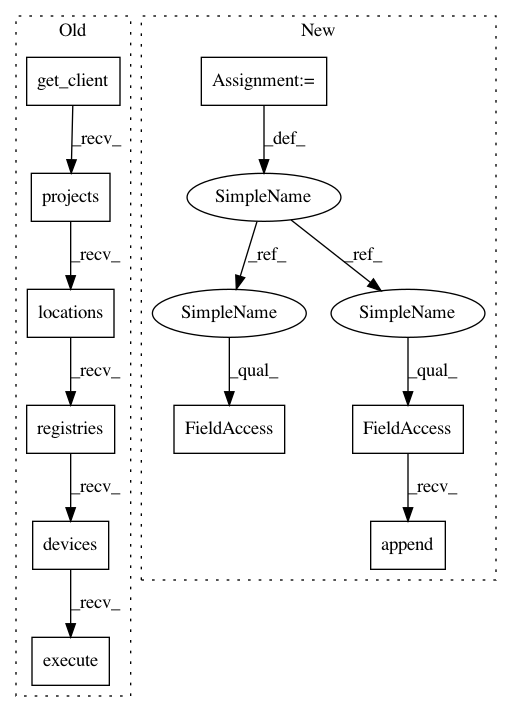 Old
get_client
_recv_
projects
_recv_
locations
_recv_
registries
_recv_
devices
_recv_
execute
New
Assignment:=
_def_
SimpleName
_ref_
_ref_
SimpleName
SimpleName
_qual_
_qual_
FieldAccess
FieldAccess
_recv_
append